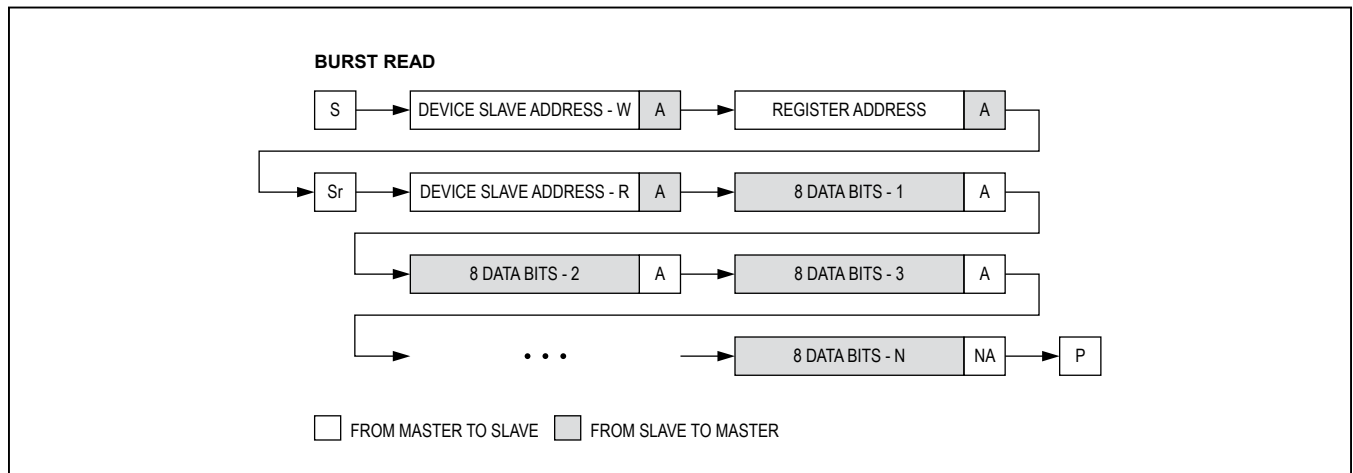 BURST READ
S DEVICE SLAVE ADDRESS - W A REGISTER ADDRESS A
Sr DEVICE SLAVE ADDRESS - R A 8 DATA BITS - 1 A
8 DATA BITS - 2 A 8 DATA BITS - 3 A
• • • 8 DATA BITS - N NA P
FROM MASTER TO SLAVE FROM SLAVE TO MASTER